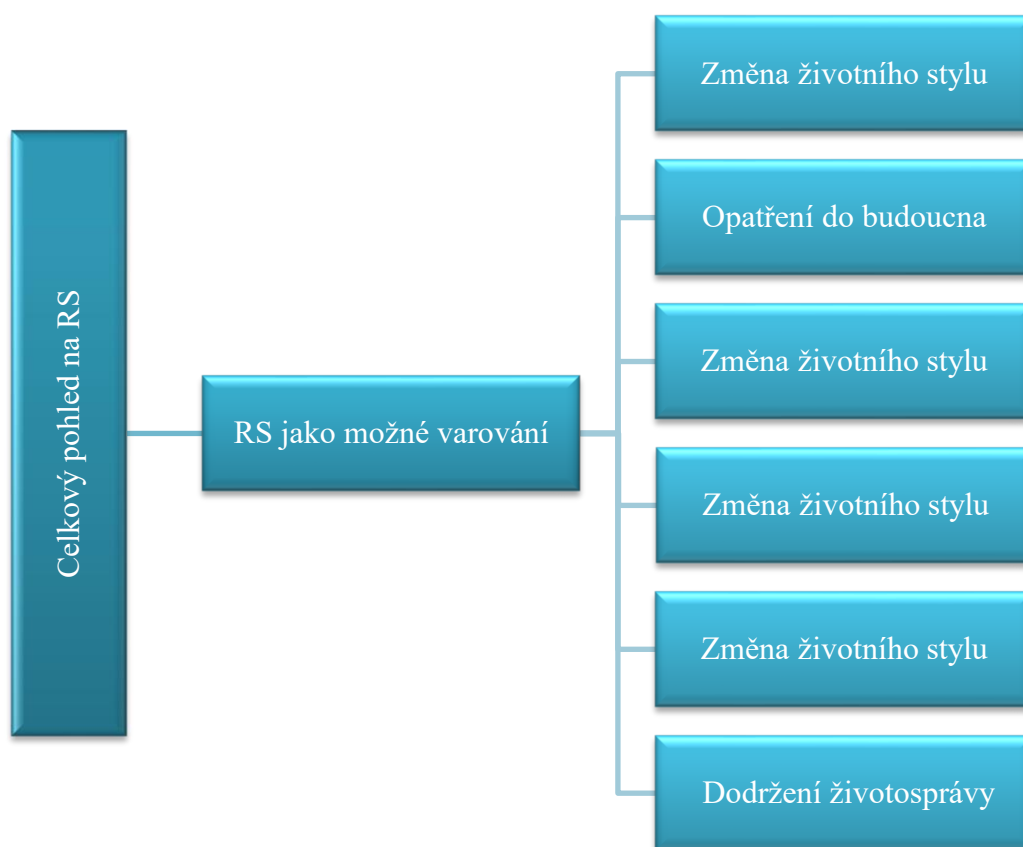 Celkový pohled na RS
RS jako možné varování
Změna životního stylu
Opatření do budoucna
Změna životního stylu
Změna životního stylu
Změna životního stylu
Dodržení životosprávy